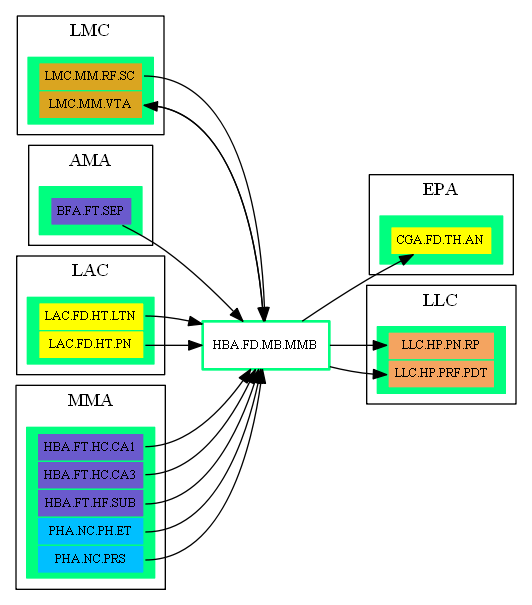 LMC
LMC.MM.RF.SC
LMC.MM.VTA
AMA
BFA.FT.SEP
LAC
LAC.FD.HT.LTN
LAC.FD.HT.PN
MMA
HBA.FT.HC.CA1
HBA.FT.HC.CA3
HBA.FT.HF.SUB
PHA.NC.PH.ET
PHA.NC.PRS
HBA.FD.MB.MMB
EPA
CGA.FD.TH.AN
LLC
LLC.HP.PN.RP
LLC.HP.PRF.PDT